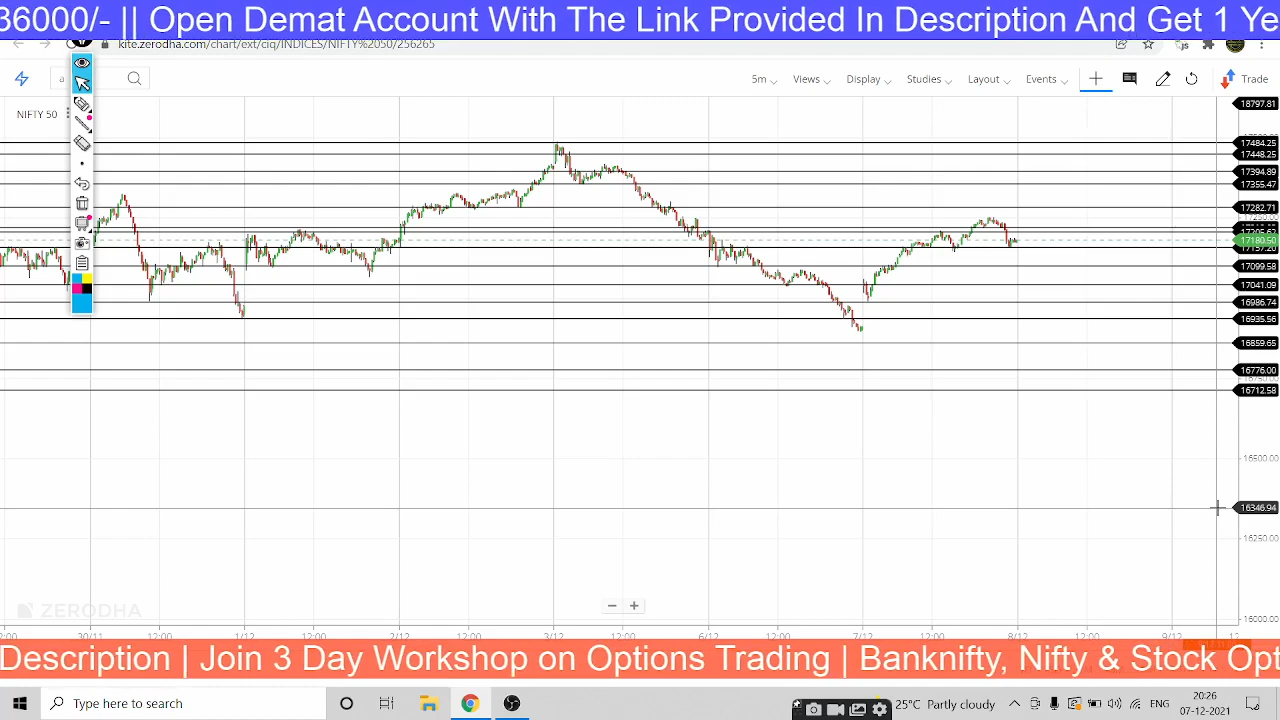 36000/- || Open Demat Account With The Link Provided In Description And Get 1 Ye
kite.zerodha.com/chart/ext/ciq/INDICES/NIFTY%2050/256265
5m Views Display Studies Layout Events Trade
NIFTY 50
18797.81
17484.25
17448.25
17394.89
17355.47
17282.71
17180.50
17099.58
17041.09
16986.74
16935.56
16859.65
16776.00
16712.58
16500.00
16346.94
16250.00
ZERODHA
16000.00
30/11 12:00 1/12 12:00 2/12 12:00 3/12 12:00 6/12 12:00 7/12 12:00 8/12 12:00 9/12
Description | Join 3 Day Workshop on Options Trading | Banknifty, Nifty & Stock Opt
Type here to search
25°C Partly cloudy
ENG
20:26
07-12-2021